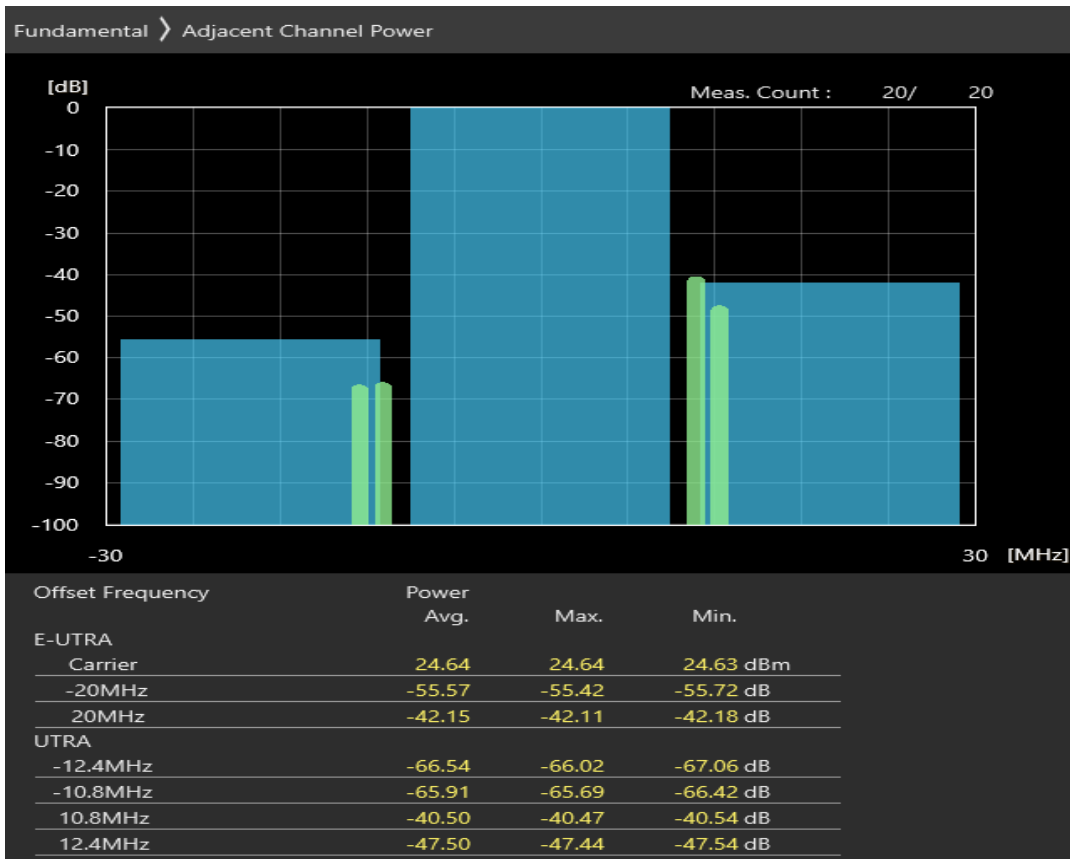 Fundamental ❭ Adjacent Channel Power
[dB]
Meas. Count : 20/ 20
0
-10
-20
-30
-40
-50
-60
-70
-80
-90
-100
-30 30 [MHz]
Offset Frequency Power
Avg. Max. Min.
E-UTRA
Carrier 24.64 24.64 24.63 dBm
-20MHz -55.57 -55.42 -55.72 dB
20MHz -42.15 -42.11 -42.18 dB
UTRA
-12.4MHz -66.54 -66.02 -67.06 dB
-10.8MHz -65.91 -65.69 -66.42 dB
10.8MHz -40.50 -40.47 -40.54 dB
12.4MHz -47.50 -47.44 -47.54 dB